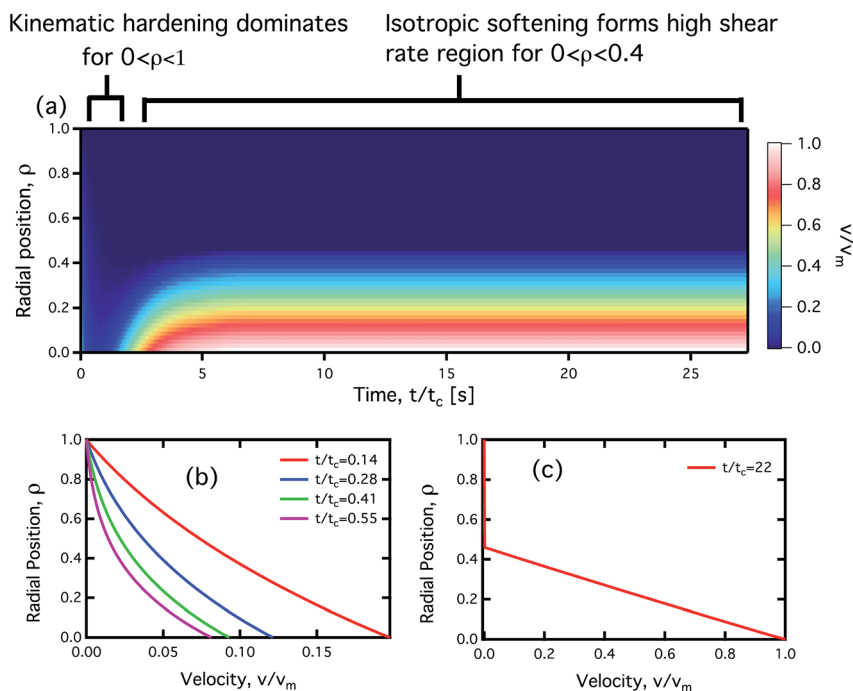 Kinematic hardening dominates
for 0<ρ<1
Isotropic softening forms high shear
rate region for 0<ρ<0.4
(a)
Radial position, ρ
1.0
0.8
0.6
0.4
0.2
0.0
0
5
10
15
20
25
Time, t/tc [s]
1.0
0.8
0.6
0.4
0.2
0.0
v/vm
(b)
Radial Position, ρ
1.0
0.8
0.6
0.4
0.2
0.0
0.00
0.05
0.10
0.15
Velocity, v/vm
t/tc=0.14
t/tc=0.28
t/tc=0.41
t/tc=0.55
(c)
Radial Position, ρ
1.0
0.8
0.6
0.4
0.2
0.0
0.0
0.2
0.4
0.6
0.8
1.0
Velocity, v/vm
t/tc=22